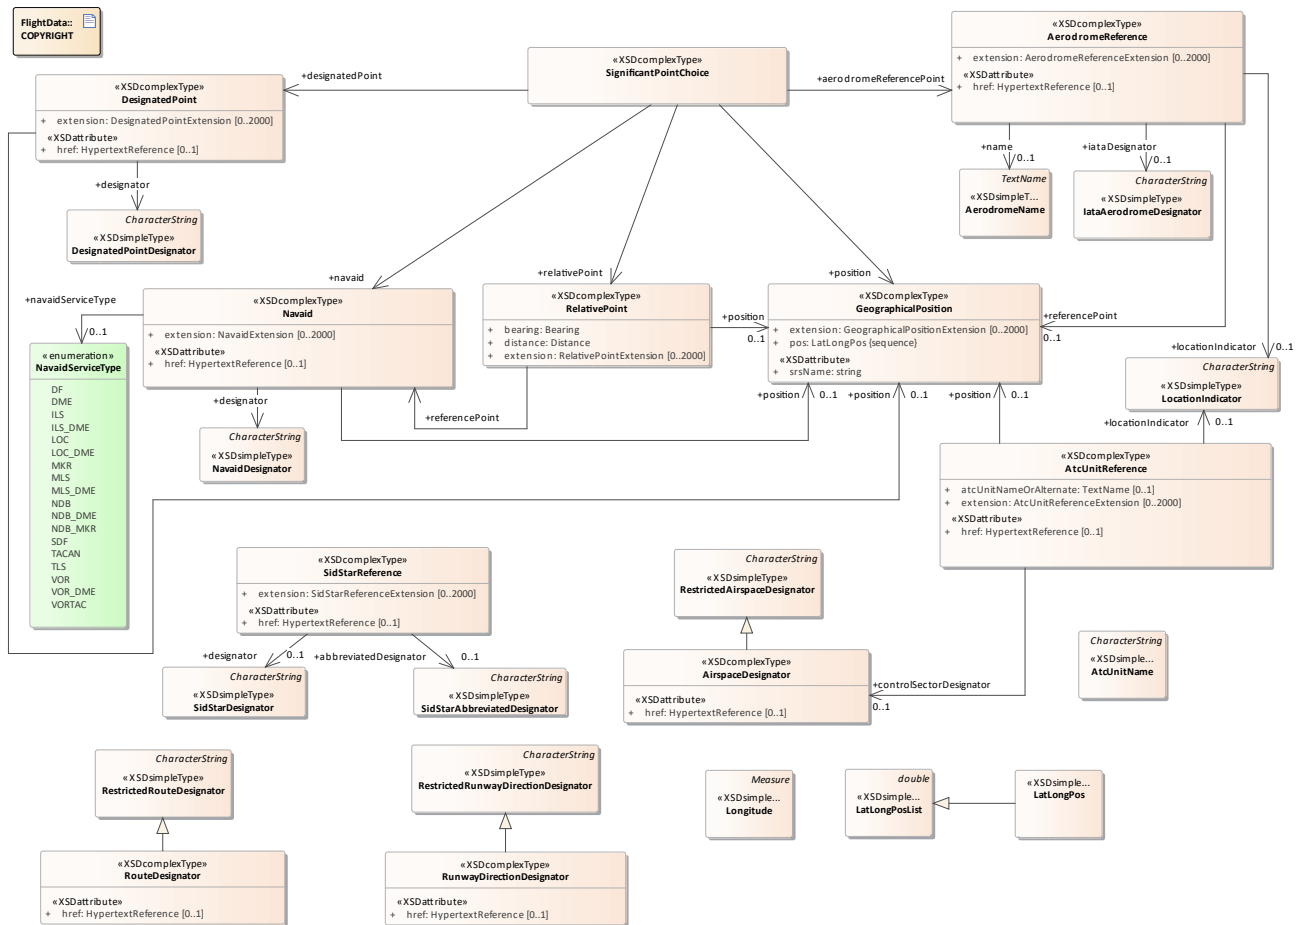 FlightData::
COPYRIGHT
«XSDcomplexType»
SignificantPointChoice
+designatedPoint
+aerodromeReferencePoint
«XSDcomplexType»
AerodromeReference
+ extension: AerodromeReferenceExtension [0..2000]
«XSDattribute»
+ href: HypertextReference [0..1]
«XSDcomplexType»
DesignatedPoint
+ extension: DesignatedPointExtension [0..2000]
«XSDattribute»
+ href: HypertextReference [0..1]
+designator
CharacterString
«XSDsimpleType»
DesignatedPointDesignator
+name
0..1
+iataDesignator
0..1
TextName
«XSDsimpleT...
AerodromeName
CharacterString
«XSDsimpleType»
IataAerodromeDesignator
+navaid
+relativePoint
+position
+navaidServiceType
0..1
«XSDcomplexType»
Navaid
+ extension: NavaidExtension [0..2000]
«XSDattribute»
+ href: HypertextReference [0..1]
«XSDcomplexType»
RelativePoint
+ bearing: Bearing
+ distance: Distance
+ extension: RelativePointExtension [0..2000]
+position
0..1
«XSDcomplexType»
GeographicalPosition
+ extension: GeographicalPositionExtension [0..2000]
+ pos: LatLongPos {sequence}
«XSDattribute»
+ srsName: string
+referencePoint
0..1
+locationIndicator
0..1
CharacterString
«XSDsimpleType»
LocationIndicator
«enumeration»
NavaidServiceType
DF
DME
ILS
ILS_DME
LOC
LOC_DME
MKR
MLS
MLS_DME
NDB
NDB_DME
NDB_MKR
SDF
TACAN
TLS
VOR
VOR_DME
VORTAC
+designator
+referencePoint
+position
0..1
+position
0..1
+position
0..1
+locationIndicator
0..1
CharacterString
«XSDsimpleType»
NavaidDesignator
«XSDcomplexType»
AtcUnitReference
+ atcUnitNameOrAlternate: TextName [0..1]
+ extension: AtcUnitReferenceExtension [0..2000]
«XSDattribute»
+ href: HypertextReference [0..1]
«XSDcomplexType»
SidStarReference
+ extension: SidStarReferenceExtension [0..2000]
«XSDattribute»
+ href: HypertextReference [0..1]
CharacterString
«XSDsimpleType»
RestrictedAirspaceDesignator
+designator
0..1
+abbreviatedDesignator
0..1
CharacterString
«XSDsimpleType»
SidStarDesignator
CharacterString
«XSDsimpleType»
SidStarAbbreviatedDesignator
«XSDcomplexType»
AirspaceDesignator
«XSDattribute»
+ href: HypertextReference [0..1]
+controlSectorDesignator
0..1
CharacterString
«XSDsimple...
AtcUnitName
CharacterString
«XSDsimpleType»
RestrictedRouteDesignator
CharacterString
«XSDsimpleType»
RestrictedRunwayDirectionDesignator
Measure
«XSDsimple...
Longitude
double
«XSDsimple...
LatLongPosList
«XSDsimple...
LatLongPos
«XSDcomplexType»
RouteDesignator
«XSDattribute»
+ href: HypertextReference [0..1]
«XSDcomplexType»
RunwayDirectionDesignator
«XSDattribute»
+ href: HypertextReference [0..1]